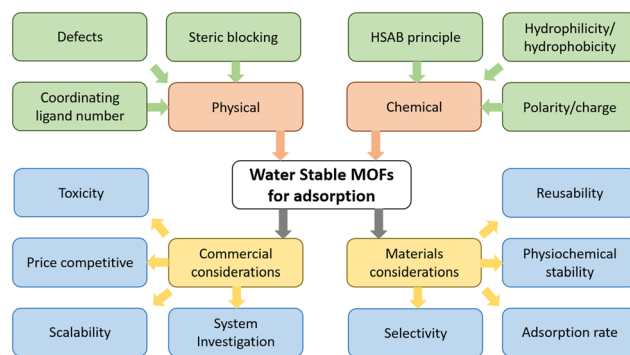 Defects
Steric blocking
HSAB principle
Hydrophilicity/
hydrophobicity
Coordinating
ligand number
Physical
Chemical
Polarity/charge
Water Stable MOFs
for adsorption
Toxicity
Reusability
Price competitive
Commercial
considerations
Materials
considerations
Physiochemical
stability
Scalability
System
Investigation
Selectivity
Adsorption rate